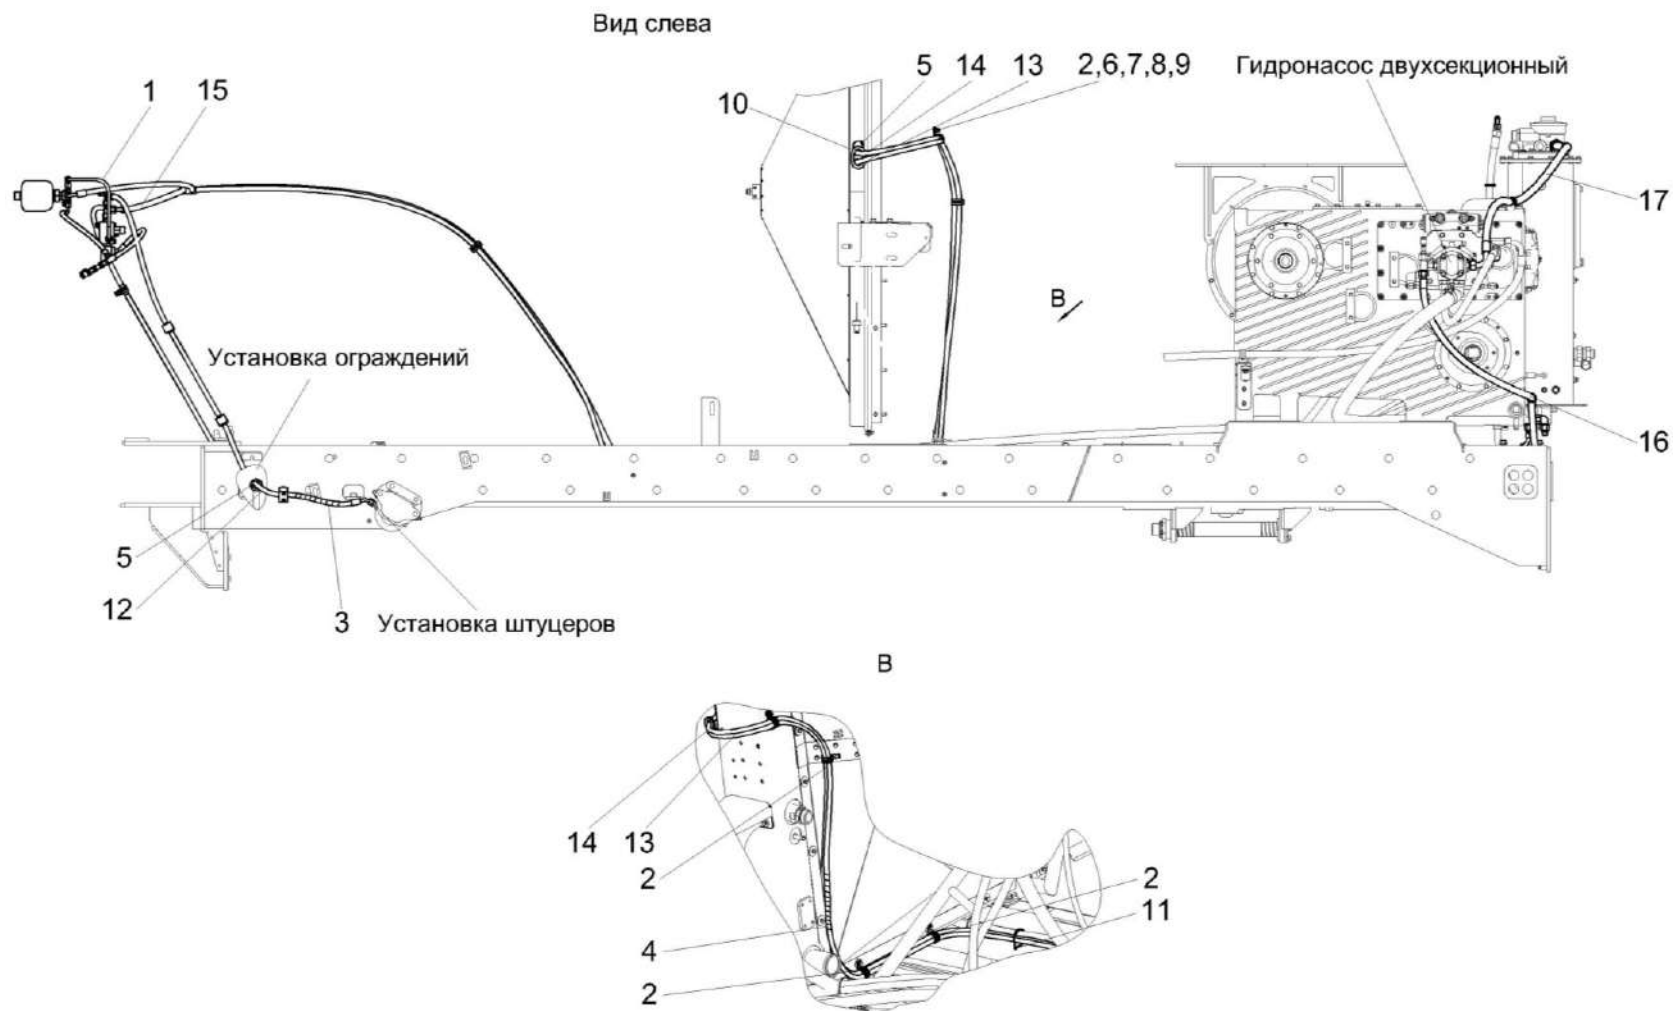 Вид слева
5 14 13 2,6,7,8,9 Гидронасос двухсекционный
1 15
10
17
В
Установка ограждений
16
5
12
3 Установка штуцеров
В
14 13
2
2
11
4
2